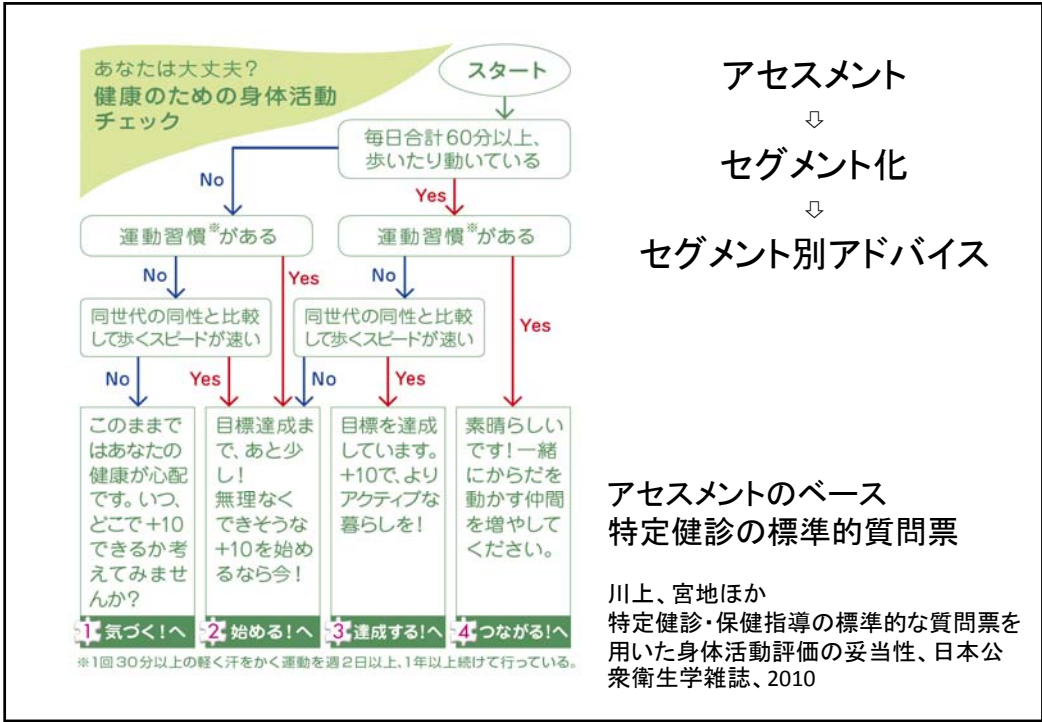 あなたは大丈夫?
健康のための身体活動
チェック
スタート
毎日合計60分以上、
歩いたり動いている
No
Yes
運動習慣※がある
運動習慣※がある
No
Yes
No
Yes
同世代の同性と比較
して歩くスピードが速い
同世代の同性と比較
して歩くスピードが速い
No
Yes
No
Yes
このままで
はあなたの
健康が心配
です。いつ、
どこで+10
できるか考
えてみませ
んか?
目標達成ま
で、あと少
し!
無理なく
できそうな
+10を始め
るなら今!
目標を達成
しています。
+10で、より
アクティブな
暮らしを!
素晴らしい
です!一緒
にからだを
動かす仲間
を増やして
ください。
1 気づく!へ
2 始める!へ
3 達成する!へ
4 つながる!へ
※1回30分以上の軽く汗をかく運動を週2日以上、1年以上続けて行っている。
アセスメント
⇩
セグメント化
⇩
セグメント別アドバイス
アセスメントのベース
特定健診の標準的質問票
川上、宮地ほか
特定健診・保健指導の標準的な質問票を
用いた身体活動評価の妥当性、日本公
衆衛生学雑誌、2010